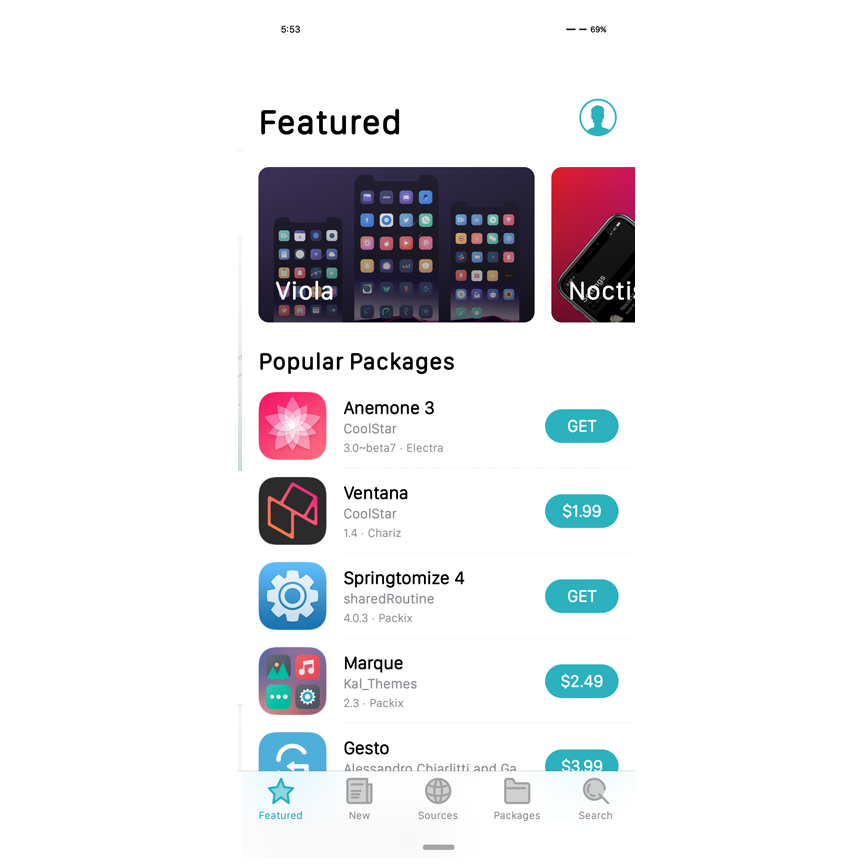 5:53
69%
Featured
Viola
Noctis
Popular Packages
Anemone 3
CoolStar
3.0~beta7 · Electra
GET
Ventana
CoolStar
1.4 · Chariz
$1.99
Springtomize 4
sharedRoutine
4.0.3 · Packix
GET
Marque
Kal_Themes
2.3 · Packix
$2.49
Gesto
Alessandro Chiarlitti and Ga...
$3.99
Featured
New
Sources
Packages
Search